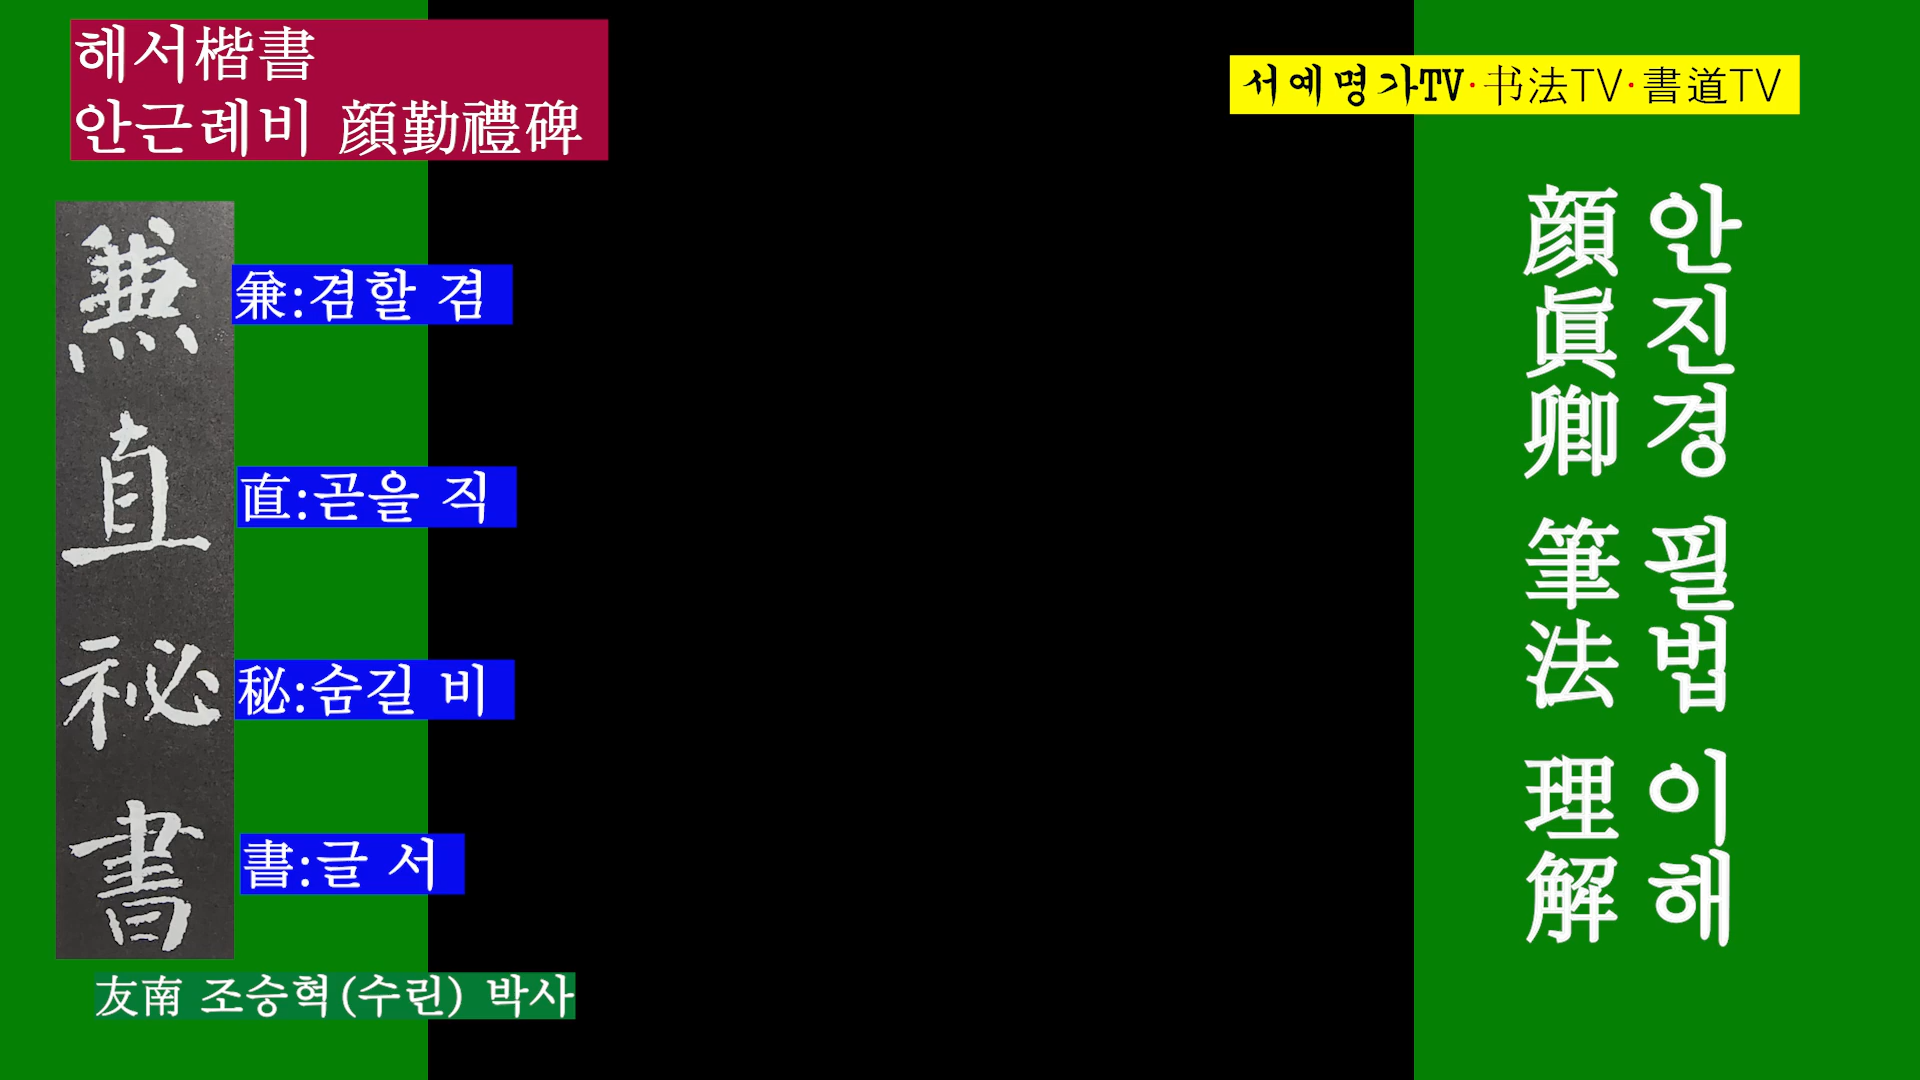 해서楷書
안근례비 顔勤禮碑
서예명가TV·书法TV·書道TV
兼直秘書
兼:겸할 겸
直:곧을 직
秘:숨길 비
書:글 서
友南 조승혁(수린) 박사
안진경 필법 이해
顔眞卿 筆法 理解